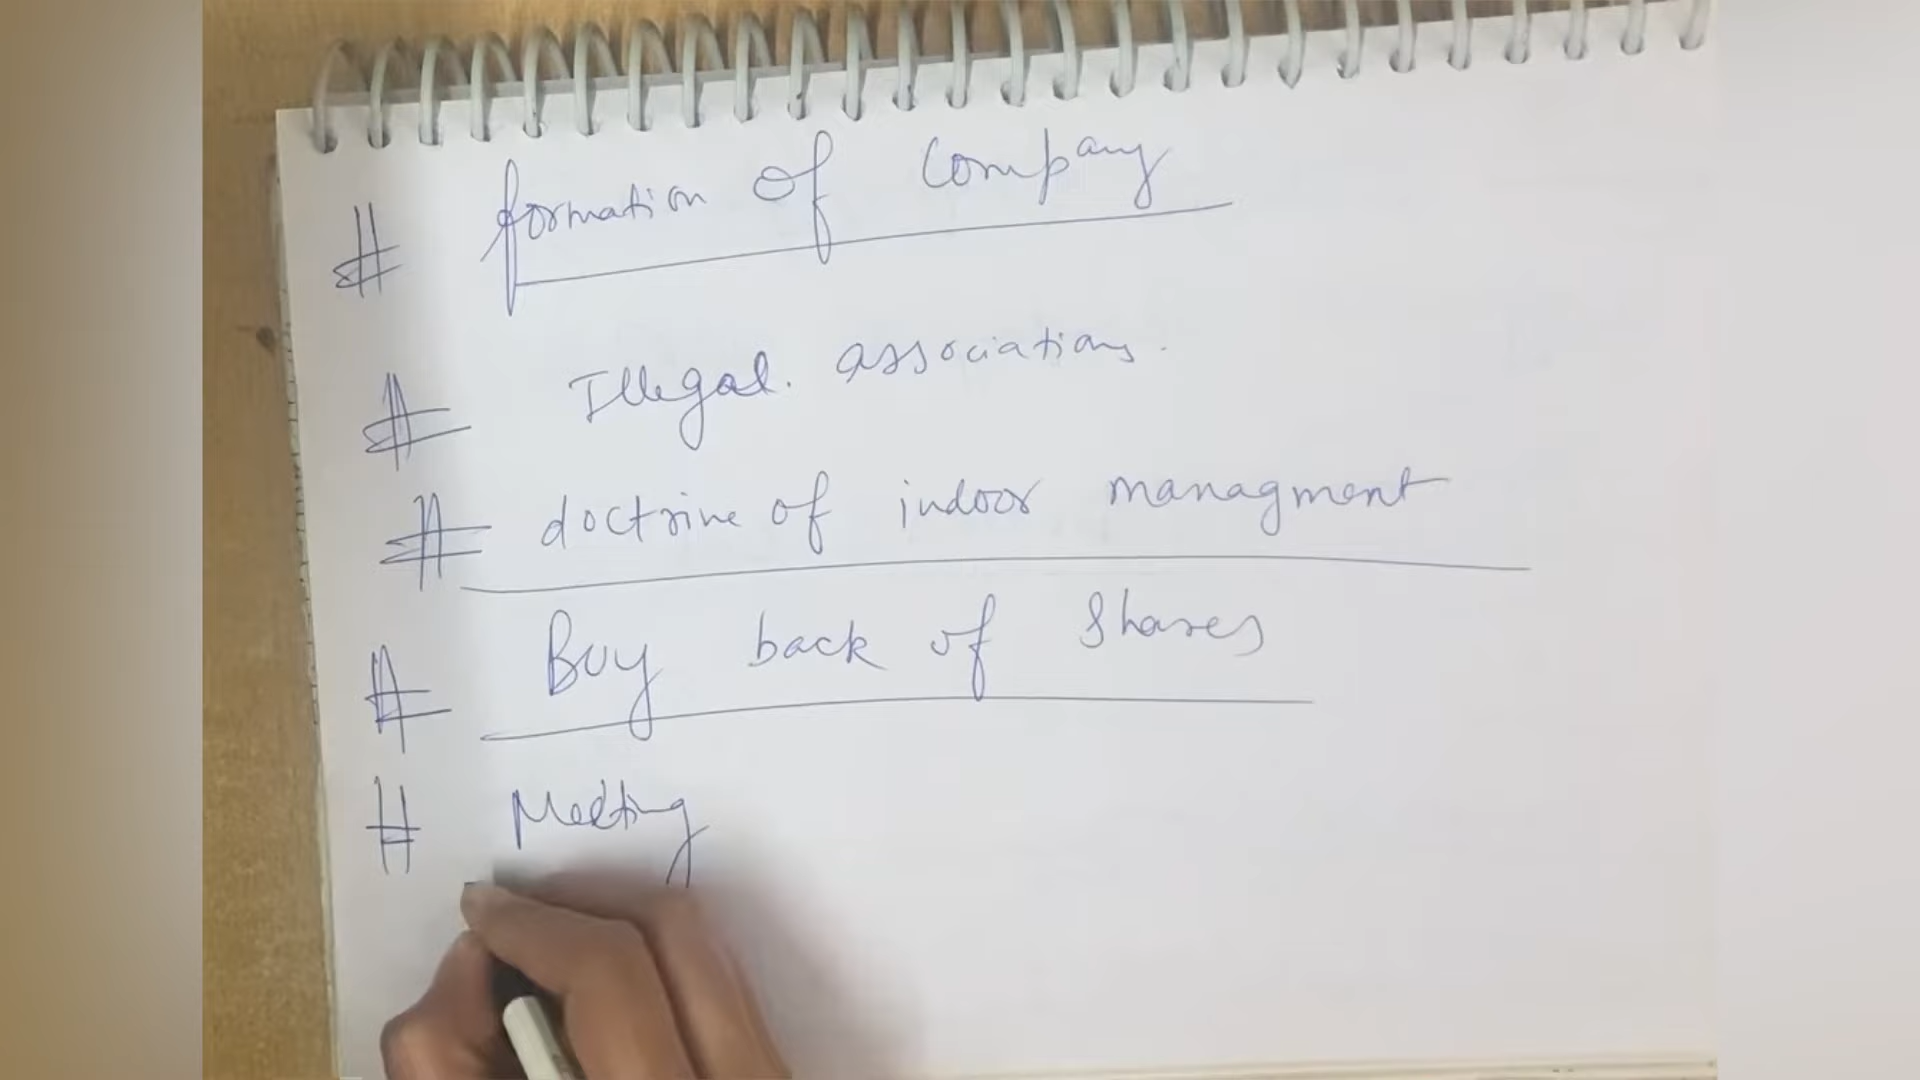 # formation of Company
# Illegal. associations.
# doctrine of indoor managment
# Buy back of Shares
# Meeting